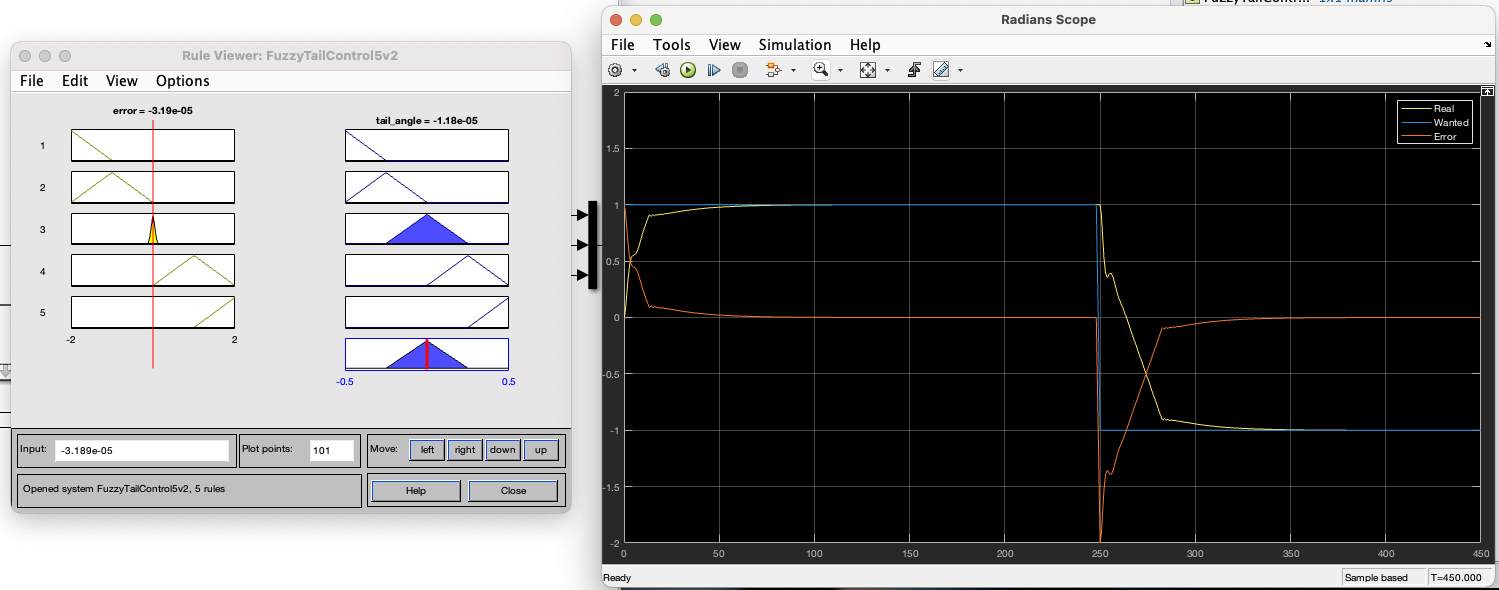 Rule Viewer: FuzzyTailControl5v2
File Edit View Options
error = -3.19e-05
tail_angle = -1.18e-05
1
2
3
4
5
-2 2
-0.5 0.5
Input: -3.189e-05
Plot points: 101
Move: left right down up
Opened system FuzzyTailControl5v2, 5 rules
Help Close
Radians Scope
File Tools View Simulation Help
Real
Wanted
Error
2
1.5
1
0.5
0
-0.5
-1
-1.5
-2
0 50 100 150 200 250 300 350 400 450
Ready
Sample based T=450.000